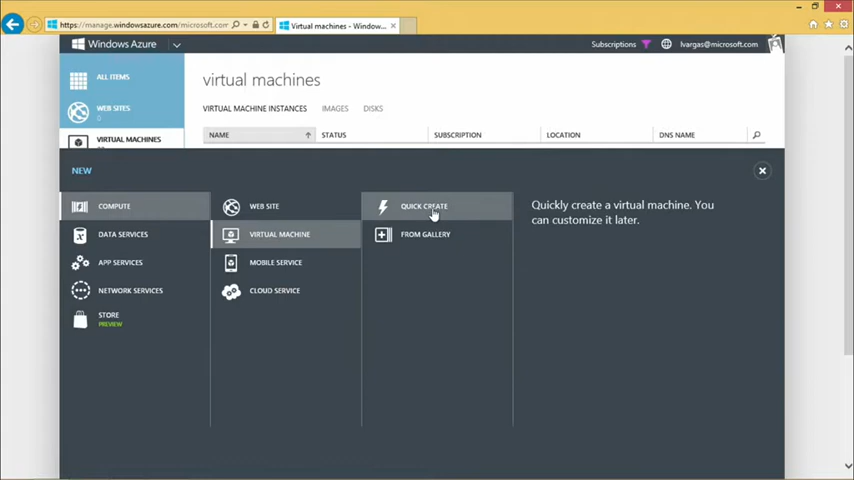 https://manage.windowsazure.com/microsoft.com
Virtual machines - Window...
Windows Azure
Subscriptions
lvargas@microsoft.com
ALL ITEMS
WEB SITES
0
VIRTUAL MACHINES
virtual machines
VIRTUAL MACHINE INSTANCES IMAGES DISKS
NAME STATUS SUBSCRIPTION LOCATION DNS NAME
NEW
COMPUTE
DATA SERVICES
APP SERVICES
NETWORK SERVICES
STORE
PREVIEW
WEB SITE
VIRTUAL MACHINE
MOBILE SERVICE
CLOUD SERVICE
QUICK CREATE
FROM GALLERY
Quickly create a virtual machine. You
can customize it later.